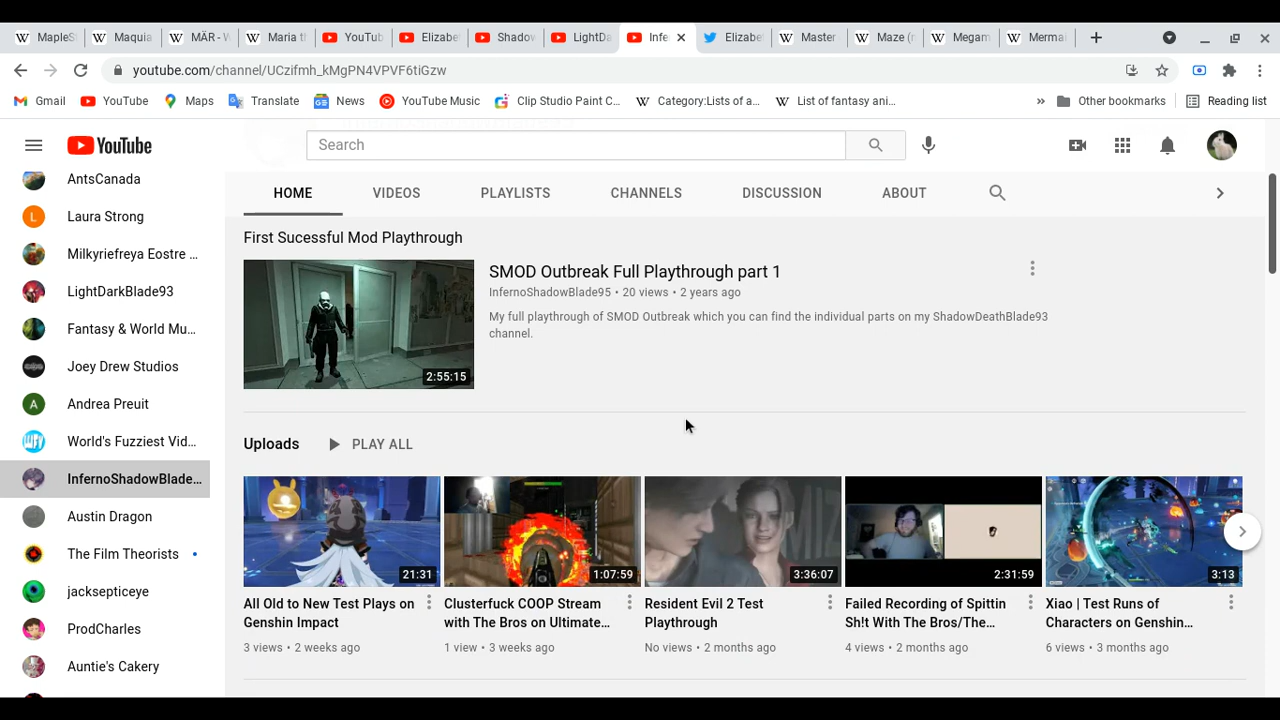 MapleS
Maquia
MÄR - W
Maria th
YouTub
Elizabe
Shadow
LightDa
Infe
Elizabe
Master
Maze (n
Megam
Mermai
youtube.com/channel/UCzifmh_kMgPN4VPVF6tiGzw
Gmail
YouTube
Maps
Translate
News
YouTube Music
Clip Studio Paint C...
Category:Lists of a...
List of fantasy ani...
»
Other bookmarks
Reading list
YouTube
Search
AntsCanada
Laura Strong
Milkyriefreya Eostre ...
LightDarkBlade93
Fantasy & World Mu...
Joey Drew Studios
Andrea Preuit
World's Fuzziest Vid...
InfernoShadowBlade...
Austin Dragon
The Film Theorists
jacksepticeye
ProdCharles
Auntie's Cakery
HOME
VIDEOS
PLAYLISTS
CHANNELS
DISCUSSION
ABOUT
First Sucessful Mod Playthrough
2:55:15
SMOD Outbreak Full Playthrough part 1
InfernoShadowBlade95 • 20 views • 2 years ago
My full playthrough of SMOD Outbreak which you can find the individual parts on my ShadowDeathBlade93
channel.
Uploads
PLAY ALL
21:31
All Old to New Test Plays on
Genshin Impact
3 views • 2 weeks ago
1:07:59
Clusterfuck COOP Stream
with The Bros on Ultimate...
1 view • 3 weeks ago
3:36:07
Resident Evil 2 Test
Playthrough
No views • 2 months ago
2:31:59
Failed Recording of Spittin
Sh!t With The Bros/The...
4 views • 2 months ago
3:13
Xiao | Test Runs of
Characters on Genshin...
6 views • 3 months ago